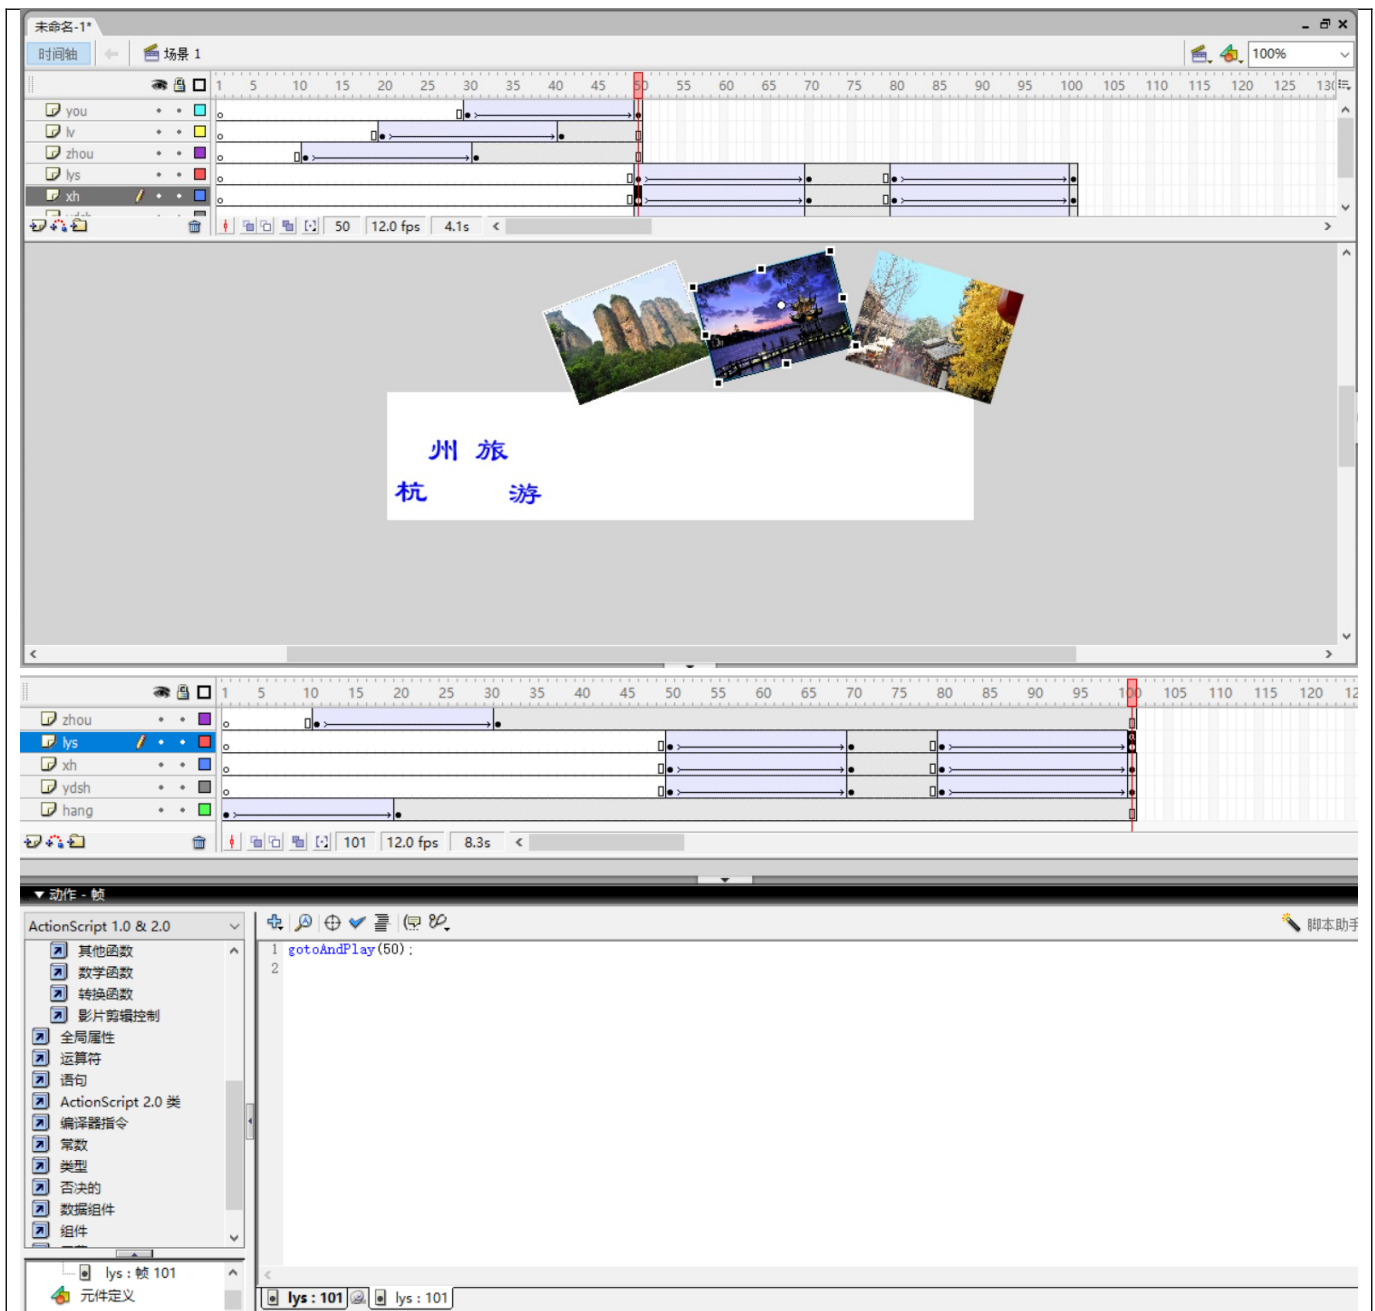 未命名-1*
时间轴 场景 1 100%
1 5 10 15 20 25 30 35 40 45 50 55 60 65 70 75 80 85 90 95 100 105 110 115 120 125 130
you
lv
zhou
lys
xh
50 12.0 fps 4.1s
州 旅
杭 游
1 5 10 15 20 25 30 35 40 45 50 55 60 65 70 75 80 85 90 95 100 105 110 115 120 12
zhou
lys
xh
ydsh
hang
101 12.0 fps 8.3s
动作 - 帧
ActionScript 1.0 & 2.0
脚本助手
其他函数
数学函数
转换函数
影片剪辑控制
全局属性
运算符
语句
ActionScript 2.0 类
编译器指令
常数
类型
否决的
数据组件
组件
1 gotoAndPlay(50);
2
lys : 帧 101
元件定义
lys : 101 lys : 101